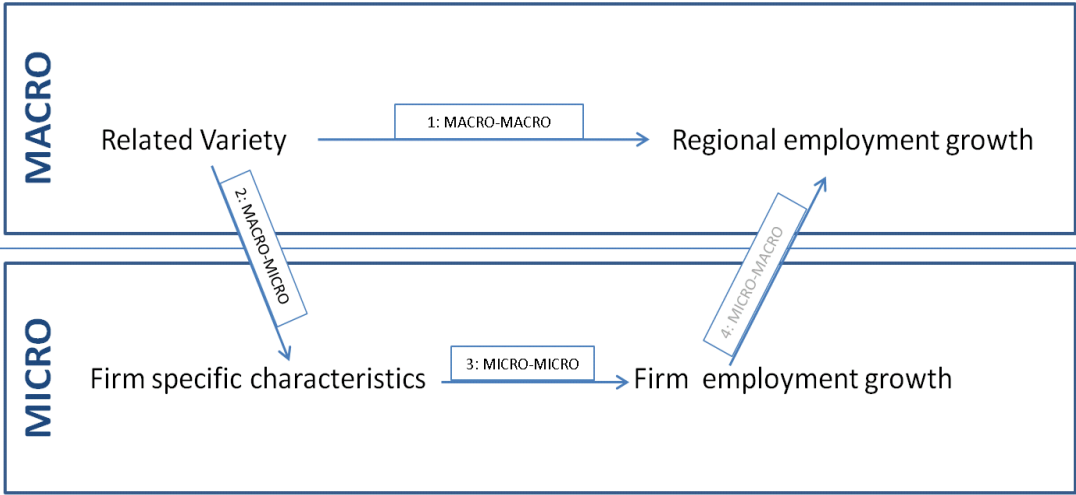 MACRO
1: MACRO-MACRO
Related Variety
Regional employment growth
2: MACRO-MICRO
4: MICRO-MACRO
MICRO
3: MICRO-MICRO
Firm specific characteristics
Firm employment growth